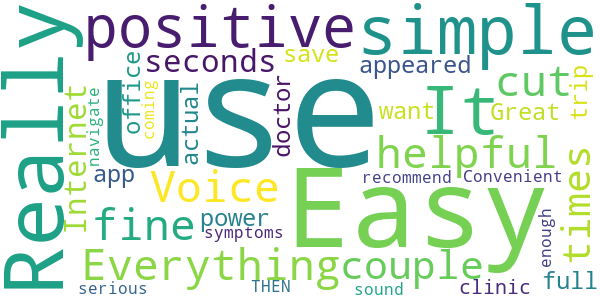 Really
positive
simple
seconds
save
appeared
use
cut
It
Internet
navigate
office
coming
actual
doctor
want
Great
trip
helpful
app
Voice
recommend
Convenient
Easy
times
fine
power
symptoms
enough
Everything
couple
clinic
full
serious
THEN
sound